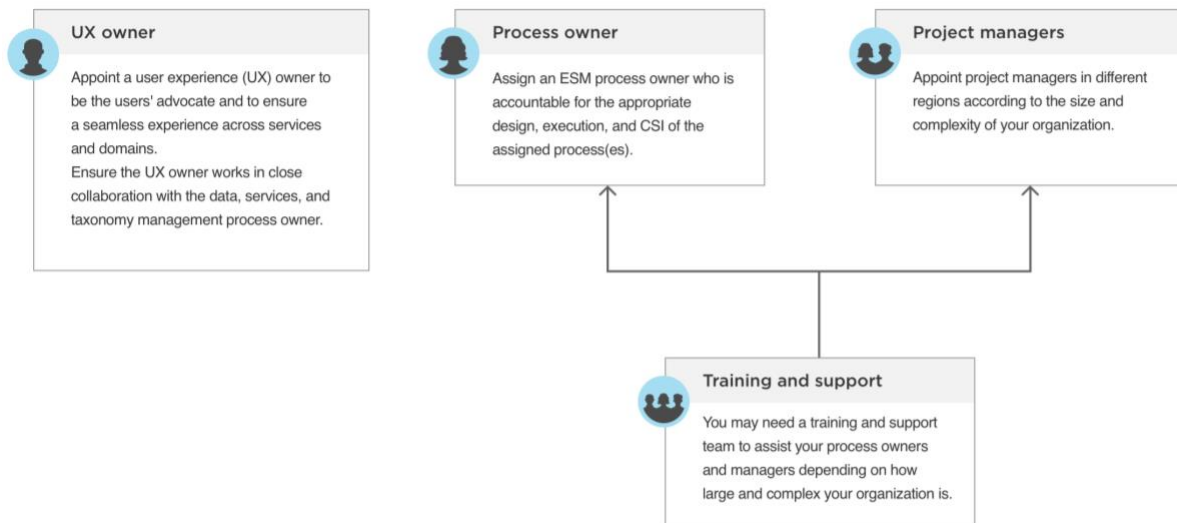 UX owner
Appoint a user experience (UX) owner to
be the users' advocate and to ensure
a seamless experience across services
and domains.
Ensure the UX owner works in close
collaboration with the data, services, and
taxonomy management process owner.
Process owner
Assign an ESM process owner who is
accountable for the appropriate
design, execution, and CSI of the
assigned process(es).
Project managers
Appoint project managers in different
regions according to the size and
complexity of your organization.
Training and support
You may need a training and support
team to assist your process owners
and managers depending on how
large and complex your organization is.